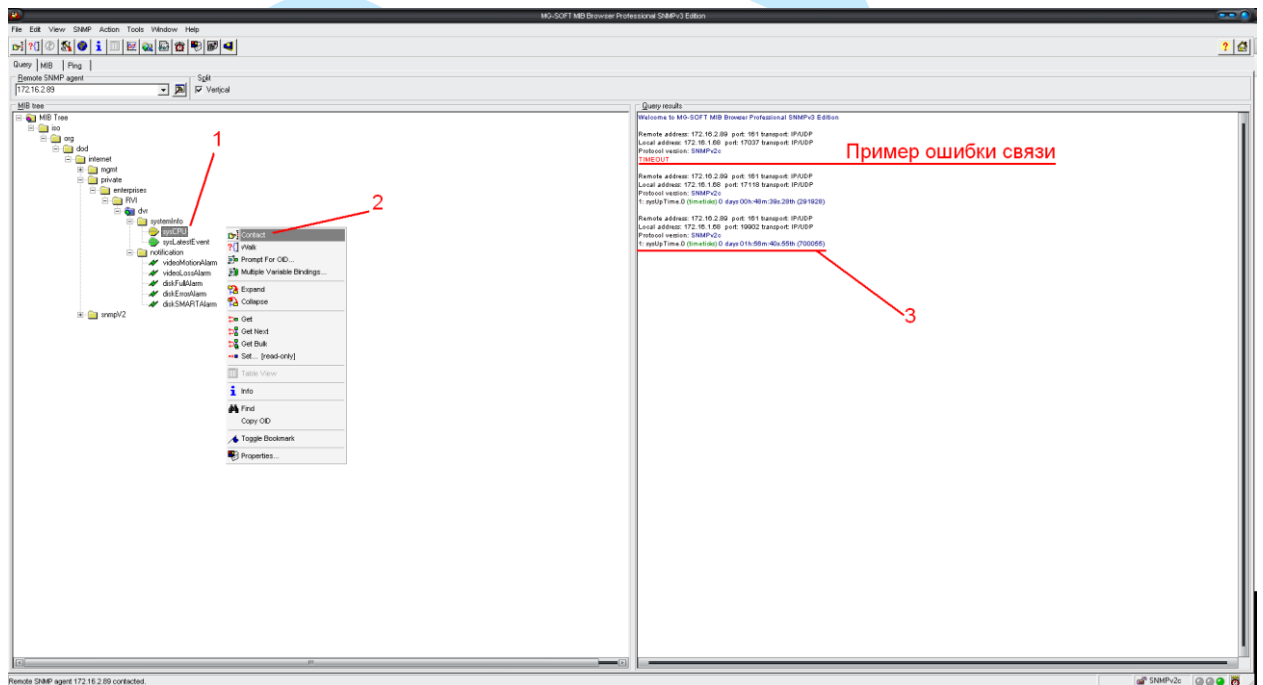 MG-SOFT MIB Browser Professional SNMPv3 Edition
File Edit View SNMP Action Tools Window Help
Query MIB Ping
Remote SNMP agent
Split
172.16.2.89
Vertical
MIB tree
MIB Tree
iso
org
dod
internet
mgmt
private
enterprises
RVI
dvr
systemInfo
sysCPU
sysLatestEvent
notification
videoMotionAlarm
videoLossAlarm
diskFullAlarm
diskErrorAlarm
diskSMARTAlarm
snmpV2
1
2
Contact
Walk
Prompt For OID...
Multiple Variable Bindings...
Expand
Collapse
Get
Get Next
Get Bulk
Set... [read-only]
Table View
Info
Find
Copy OID
Toggle Bookmark
Properties...
Query results
Welcome to MG-SOFT MIB Browser Professional SNMPv3 Edition
Remote address: 172.16.2.89 port: 161 transport: IP/UDP
Local address: 172.16.1.68 port: 17037 transport: IP/UDP
Protocol version: SNMPv2c
TIMEOUT
Пример ошибки связи
Remote address: 172.16.2.89 port: 161 transport: IP/UDP
Local address: 172.16.1.68 port: 17118 transport: IP/UDP
Protocol version: SNMPv2c
1: sysUpTime.0 (timeticks) 0 days 00h:48m:39s.28th (291928)
Remote address: 172.16.2.89 port: 161 transport: IP/UDP
Local address: 172.16.1.68 port: 19902 transport: IP/UDP
Protocol version: SNMPv2c
1: sysUpTime.0 (timeticks) 0 days 01h:56m:40s.55th (700055)
3
Remote SNMP agent 172.16.2.89 contacted.
SNMPv2c